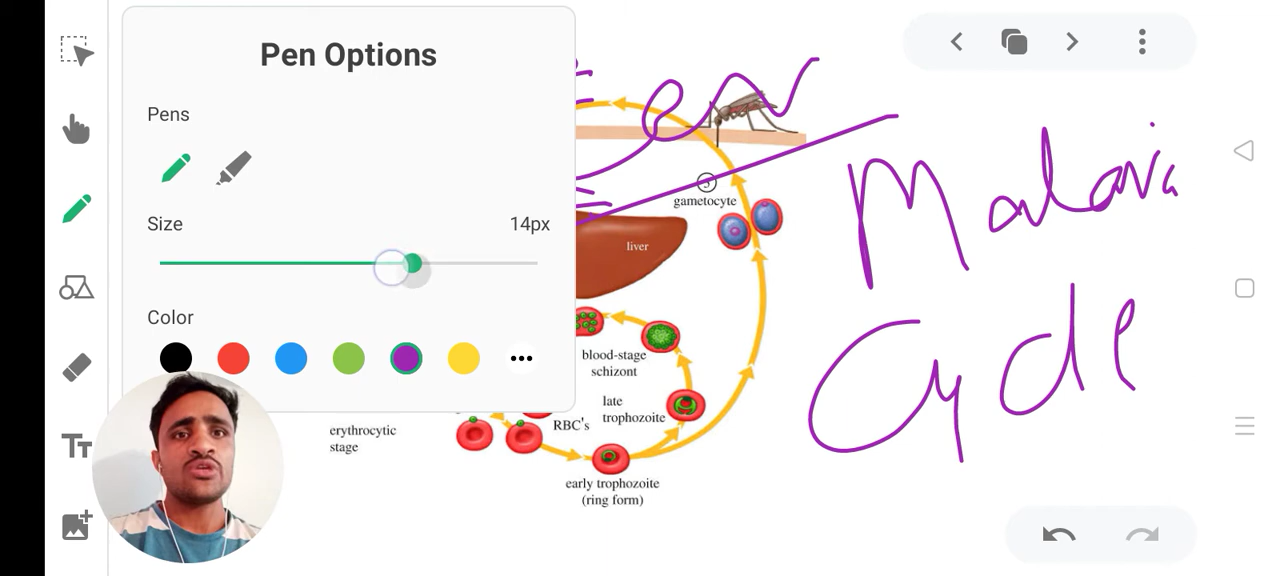 Pen Options
Pens
Size 14px
Color
gametocyte
liver
blood-stage
schizont
late
trophozoite
RBC's
erythrocytic
stage
early trophozoite
(ring form)
Malaria
Cycle